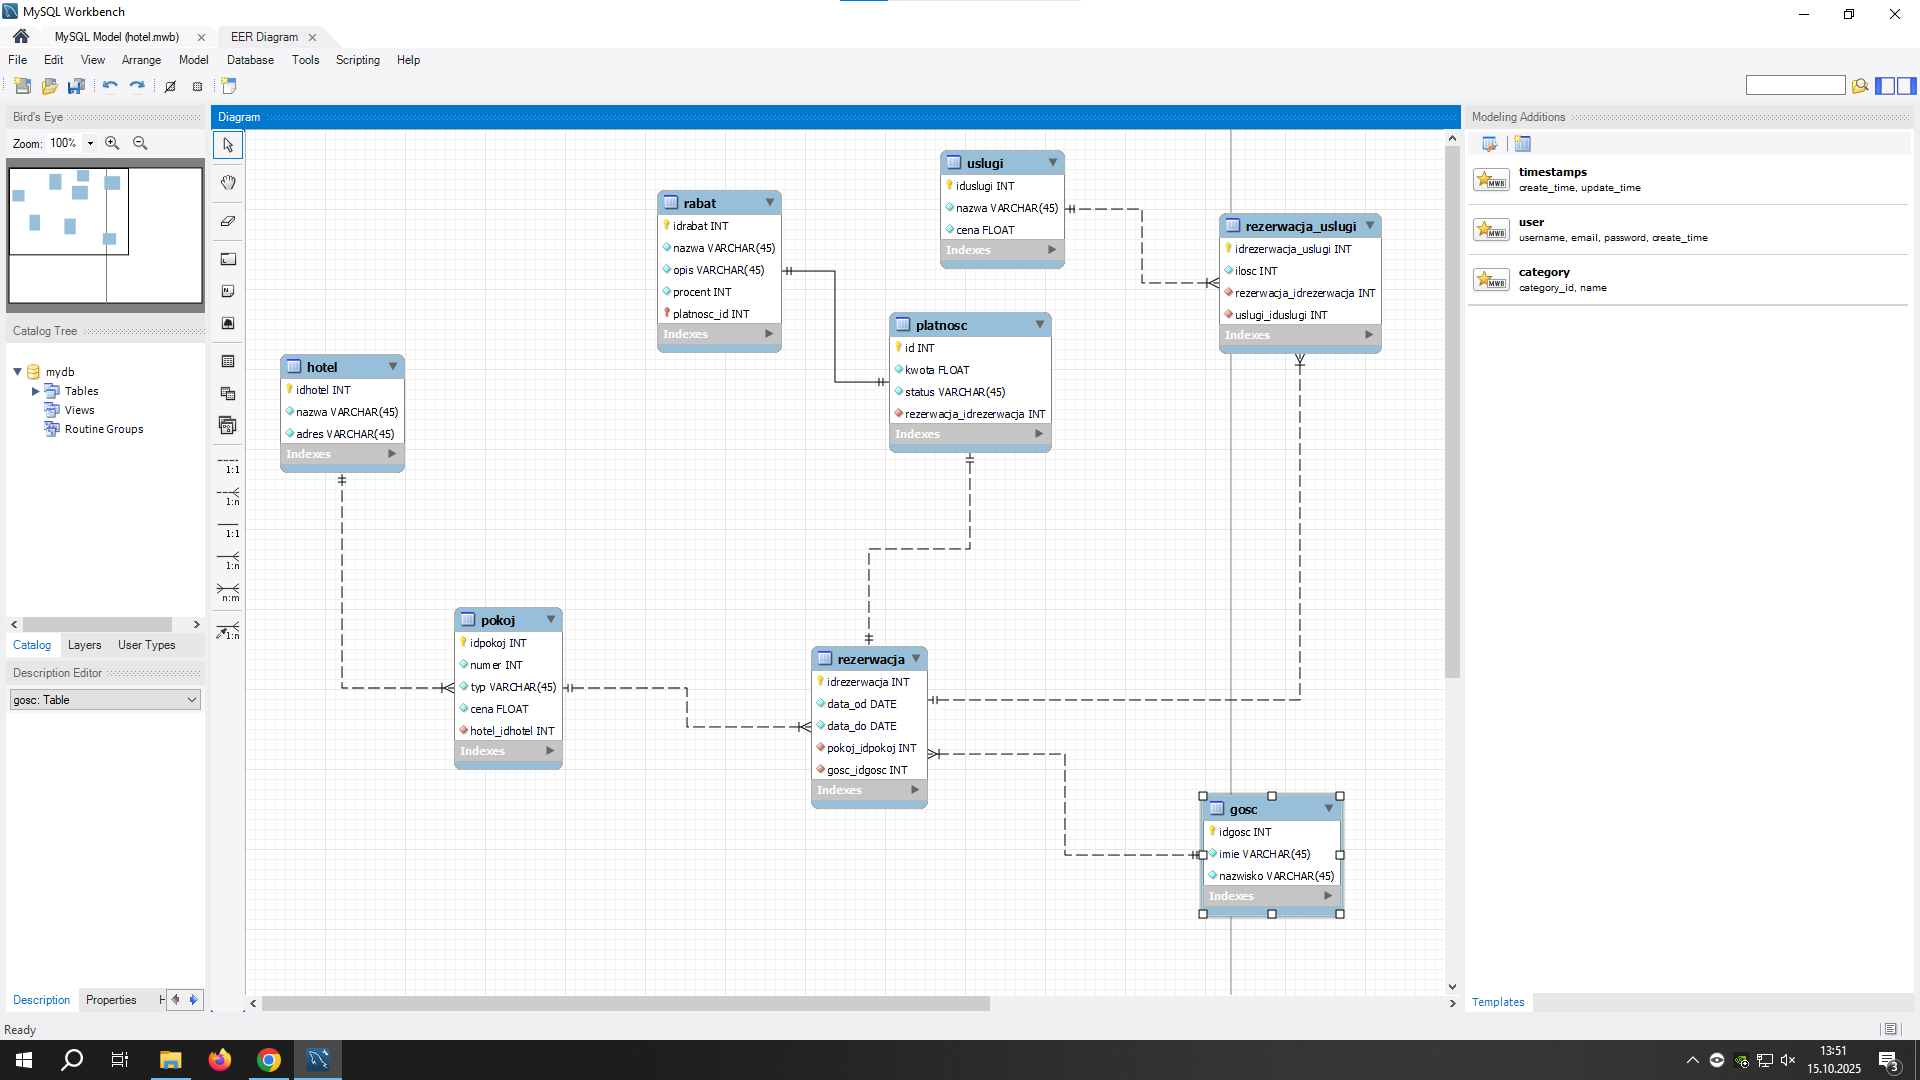 MySQL Workbench
MySQL Model (hotel.mwb)
EER Diagram
File Edit View Arrange Model Database Tools Scripting Help
Bird's Eye
Zoom: 100%
Catalog Tree
mydb
Tables
Views
Routine Groups
Catalog Layers User Types
Description Editor
gosc: Table
Description Properties H
Diagram
1:1
1:n
1:1
1:n
n:m
1:n
hotel
idhotel INT
nazwa VARCHAR(45)
adres VARCHAR(45)
Indexes
rabat
idrabat INT
nazwa VARCHAR(45)
opis VARCHAR(45)
procent INT
platnosc_id INT
Indexes
uslugi
iduslugi INT
nazwa VARCHAR(45)
cena FLOAT
Indexes
rezerwacja_uslugi
idrezerwacja_uslugi INT
ilosc INT
rezerwacja_idrezerwacja INT
uslugi_iduslugi INT
Indexes
platnosc
id INT
kwota FLOAT
status VARCHAR(45)
rezerwacja_idrezerwacja INT
Indexes
pokoj
idpokoj INT
numer INT
typ VARCHAR(45)
cena FLOAT
hotel_idhotel INT
Indexes
rezerwacja
idrezerwacja INT
data_od DATE
data_do DATE
pokoj_idpokoj INT
gosc_idgosc INT
Indexes
gosc
idgosc INT
imie VARCHAR(45)
nazwisko VARCHAR(45)
Indexes
Modeling Additions
MWB
timestamps
create_time, update_time
MWB
user
username, email, password, create_time
MWB
category
category_id, name
Templates
Ready
13:51
15.10.2025
3